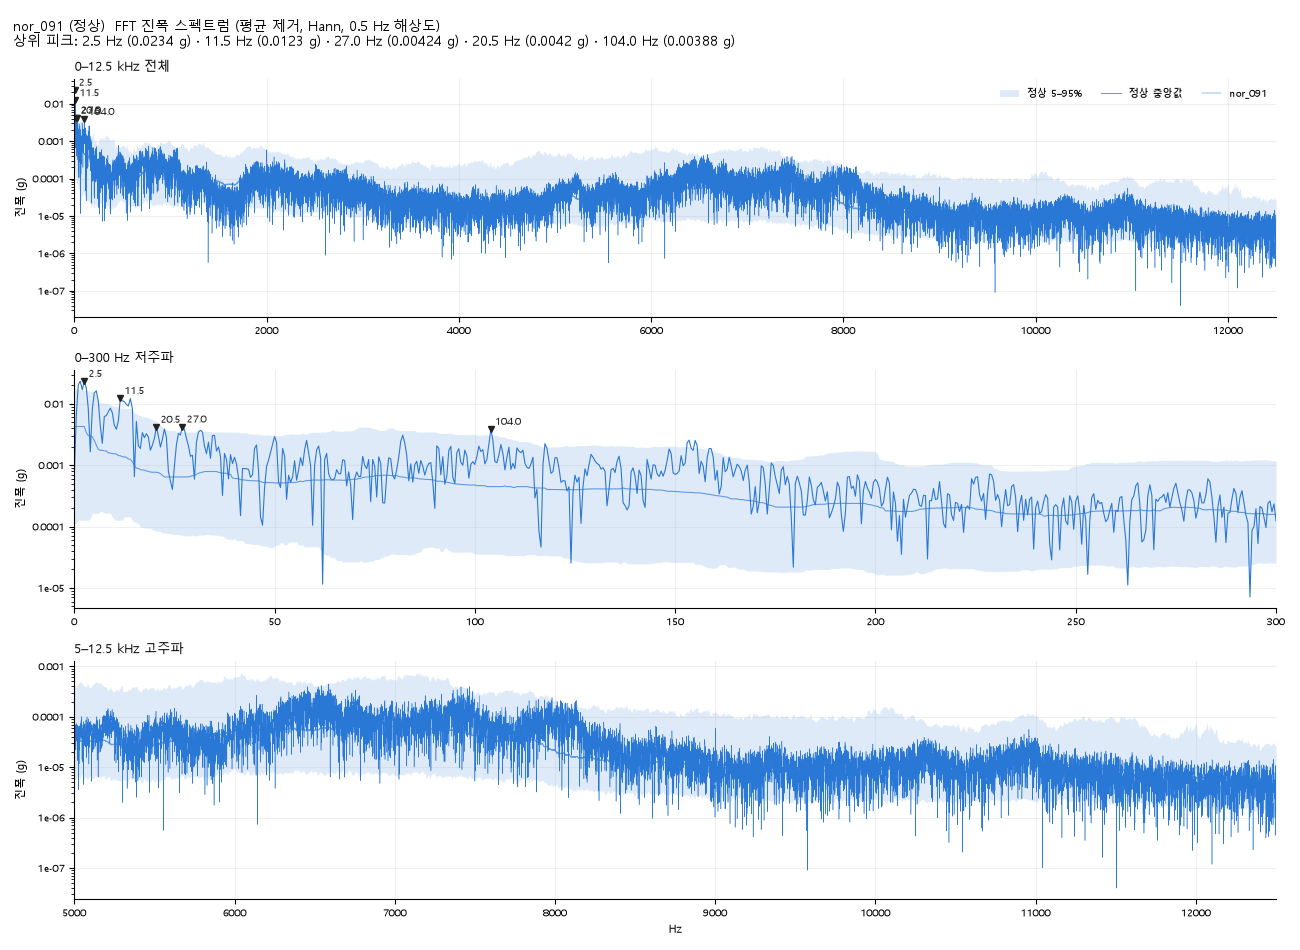 nor_091 (정상)  FFT 진폭 스펙트럼 (평균 제거, Hann, 0.5 Hz 해상도)
상위 피크: 2.5 Hz (0.0234 g) · 11.5 Hz (0.0123 g) · 27.0 Hz (0.00424 g) · 20.5 Hz (0.0042 g) · 104.0 Hz (0.00388 g)
0–12.5 kHz 전체
2.5
11.5
104.0
정상 5–95%
정상 중앙값
nor_091
진폭 (g)
0.01
0.001
0.0001
1e-05
1e-06
1e-07
0 2000 4000 6000 8000 10000 12000
0–300 Hz 저주파
2.5
11.5
20.5
27.0
104.0
진폭 (g)
0.01
0.001
0.0001
1e-05
0 50 100 150 200 250 300
5–12.5 kHz 고주파
진폭 (g)
0.001
0.0001
1e-05
1e-06
1e-07
5000 6000 7000 8000 9000 10000 11000 12000
Hz